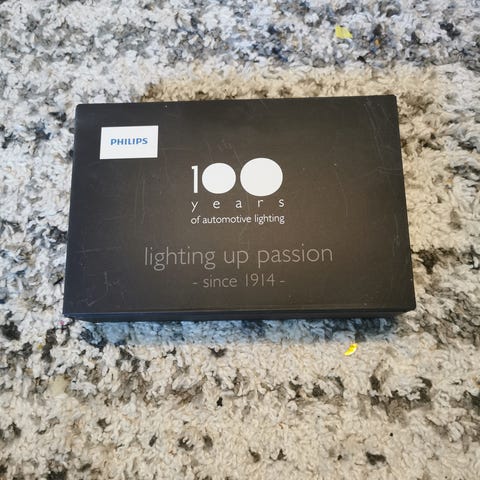 PHILIPS
100
years
of automotive lighting
lighting up passion
- since 1914 -